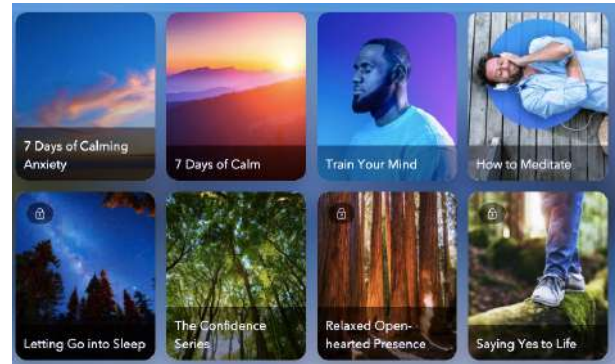 7 Days of Calming
Anxiety
7 Days of Calm
Train Your Mind
How to Meditate
Letting Go into Sleep
The Confidence
Series
Relaxed Open-
hearted Presence
Saying Yes to Life